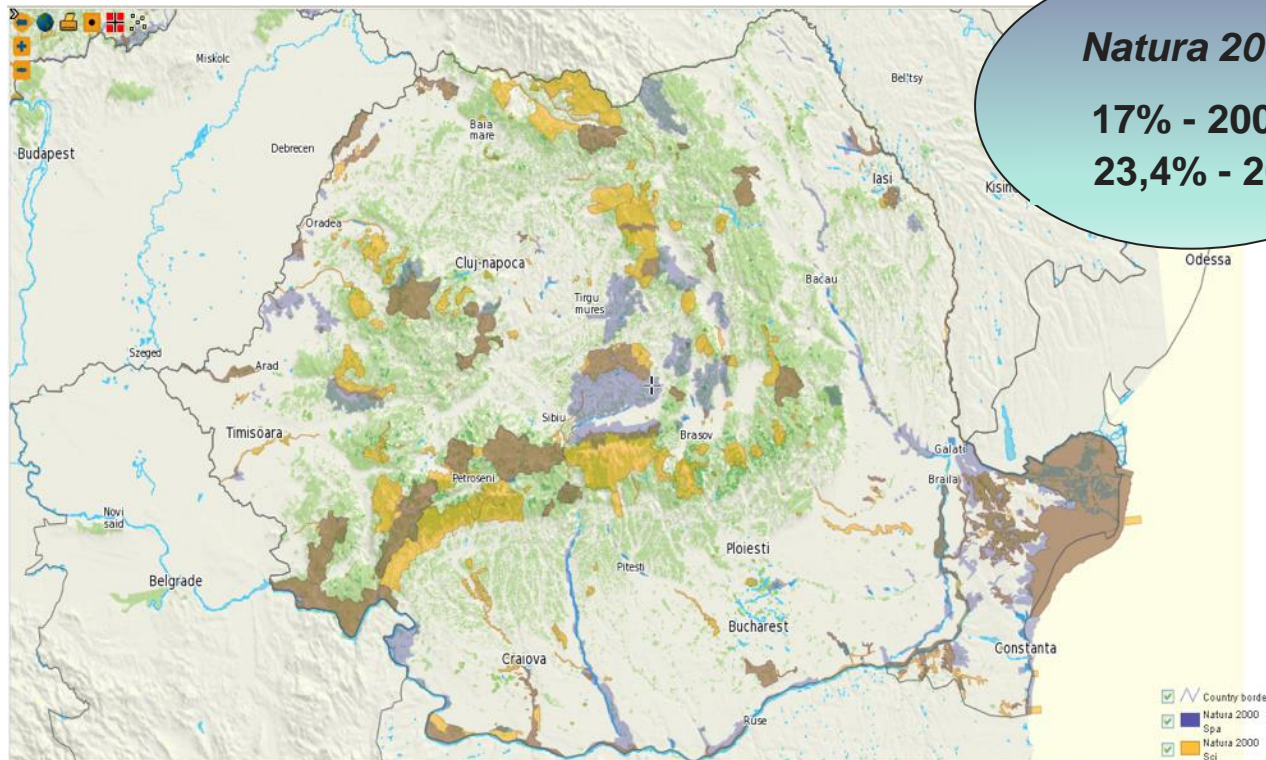 Natura 20
17% - 200
23,4% - 2
Miskolc
Bel'tsy
Baia
mare
Budapest
Debrecen
Iasi
Oradea
Cluj-napoca
Odessa
Bacau
Tirgu
mures
Szeged
Arad
Sibiu
Timisoara
Brasov
Galati
Petroseni
Braila
Novi
said
Ploiesti
Belgrade
Pitesti
Bucharest
Constanta
Craiova
Ruse
Country borde
Natura 2000
Spa
Natura 2000
Sci